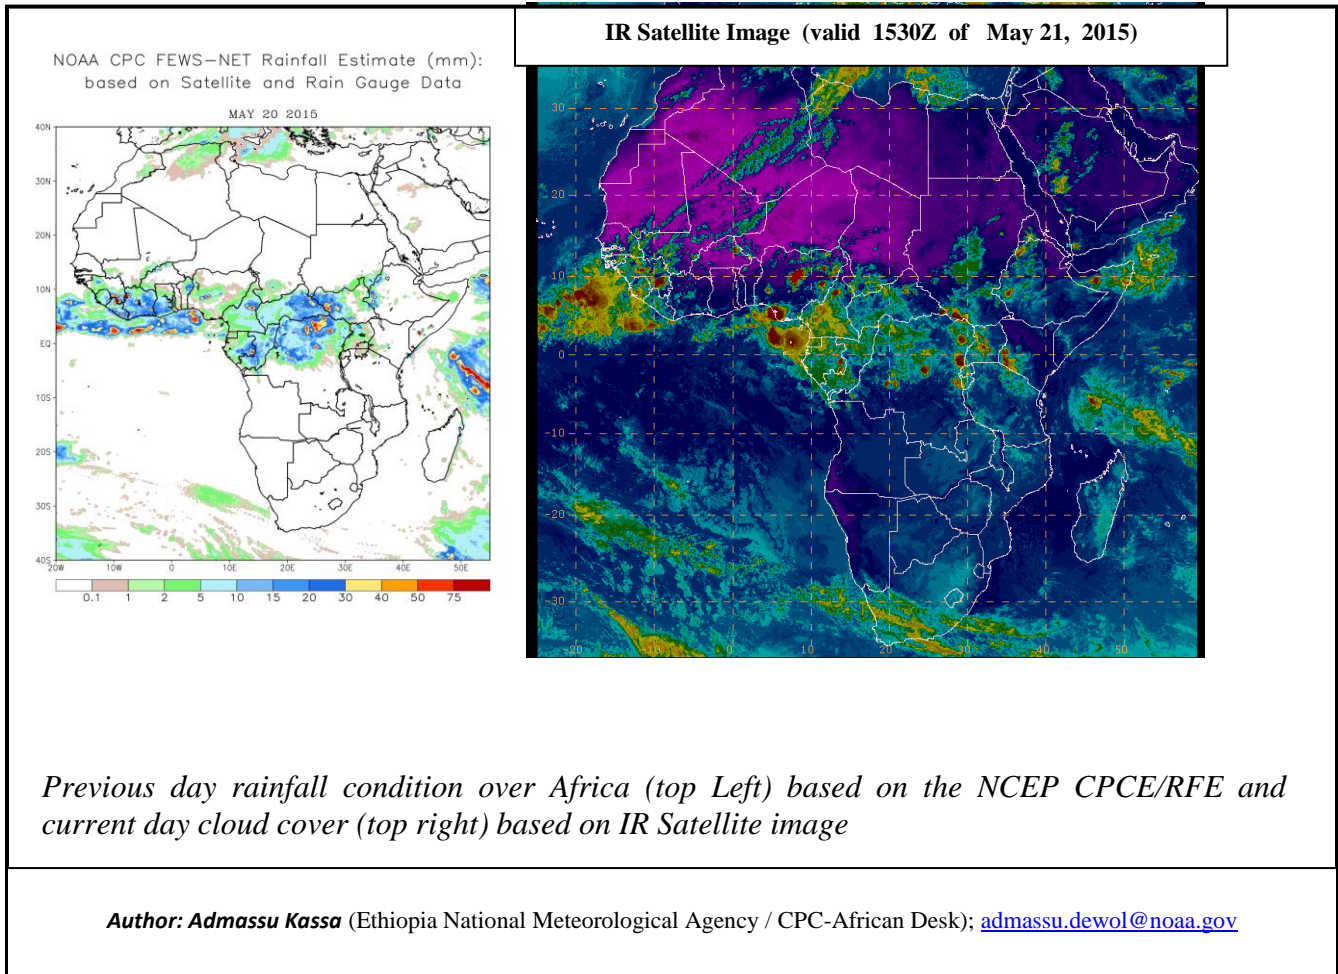 IR Satellite Image (valid 1530Z of May 21, 2015)
NOAA CPC FEWS-NET Rainfall Estimate (mm):
based on Satellite and Rain Gauge Data
MAY 20 2015
40N
30N
20N
10N
EQ
10S
20S
30S
40S
20W 10W 0 10E 20E 30E 40E 50E
0.1 1 2 5 10 15 20 30 40 50 75
30
20
10
0
-10
-20
-30
-20 -10 0 10 20 30 40 50
Previous day rainfall condition over Africa (top Left) based on the NCEP CPCE/RFE and
current day cloud cover (top right) based on IR Satellite image
Author: Admassu Kassa (Ethiopia National Meteorological Agency / CPC-African Desk); admassu.dewol@noaa.gov